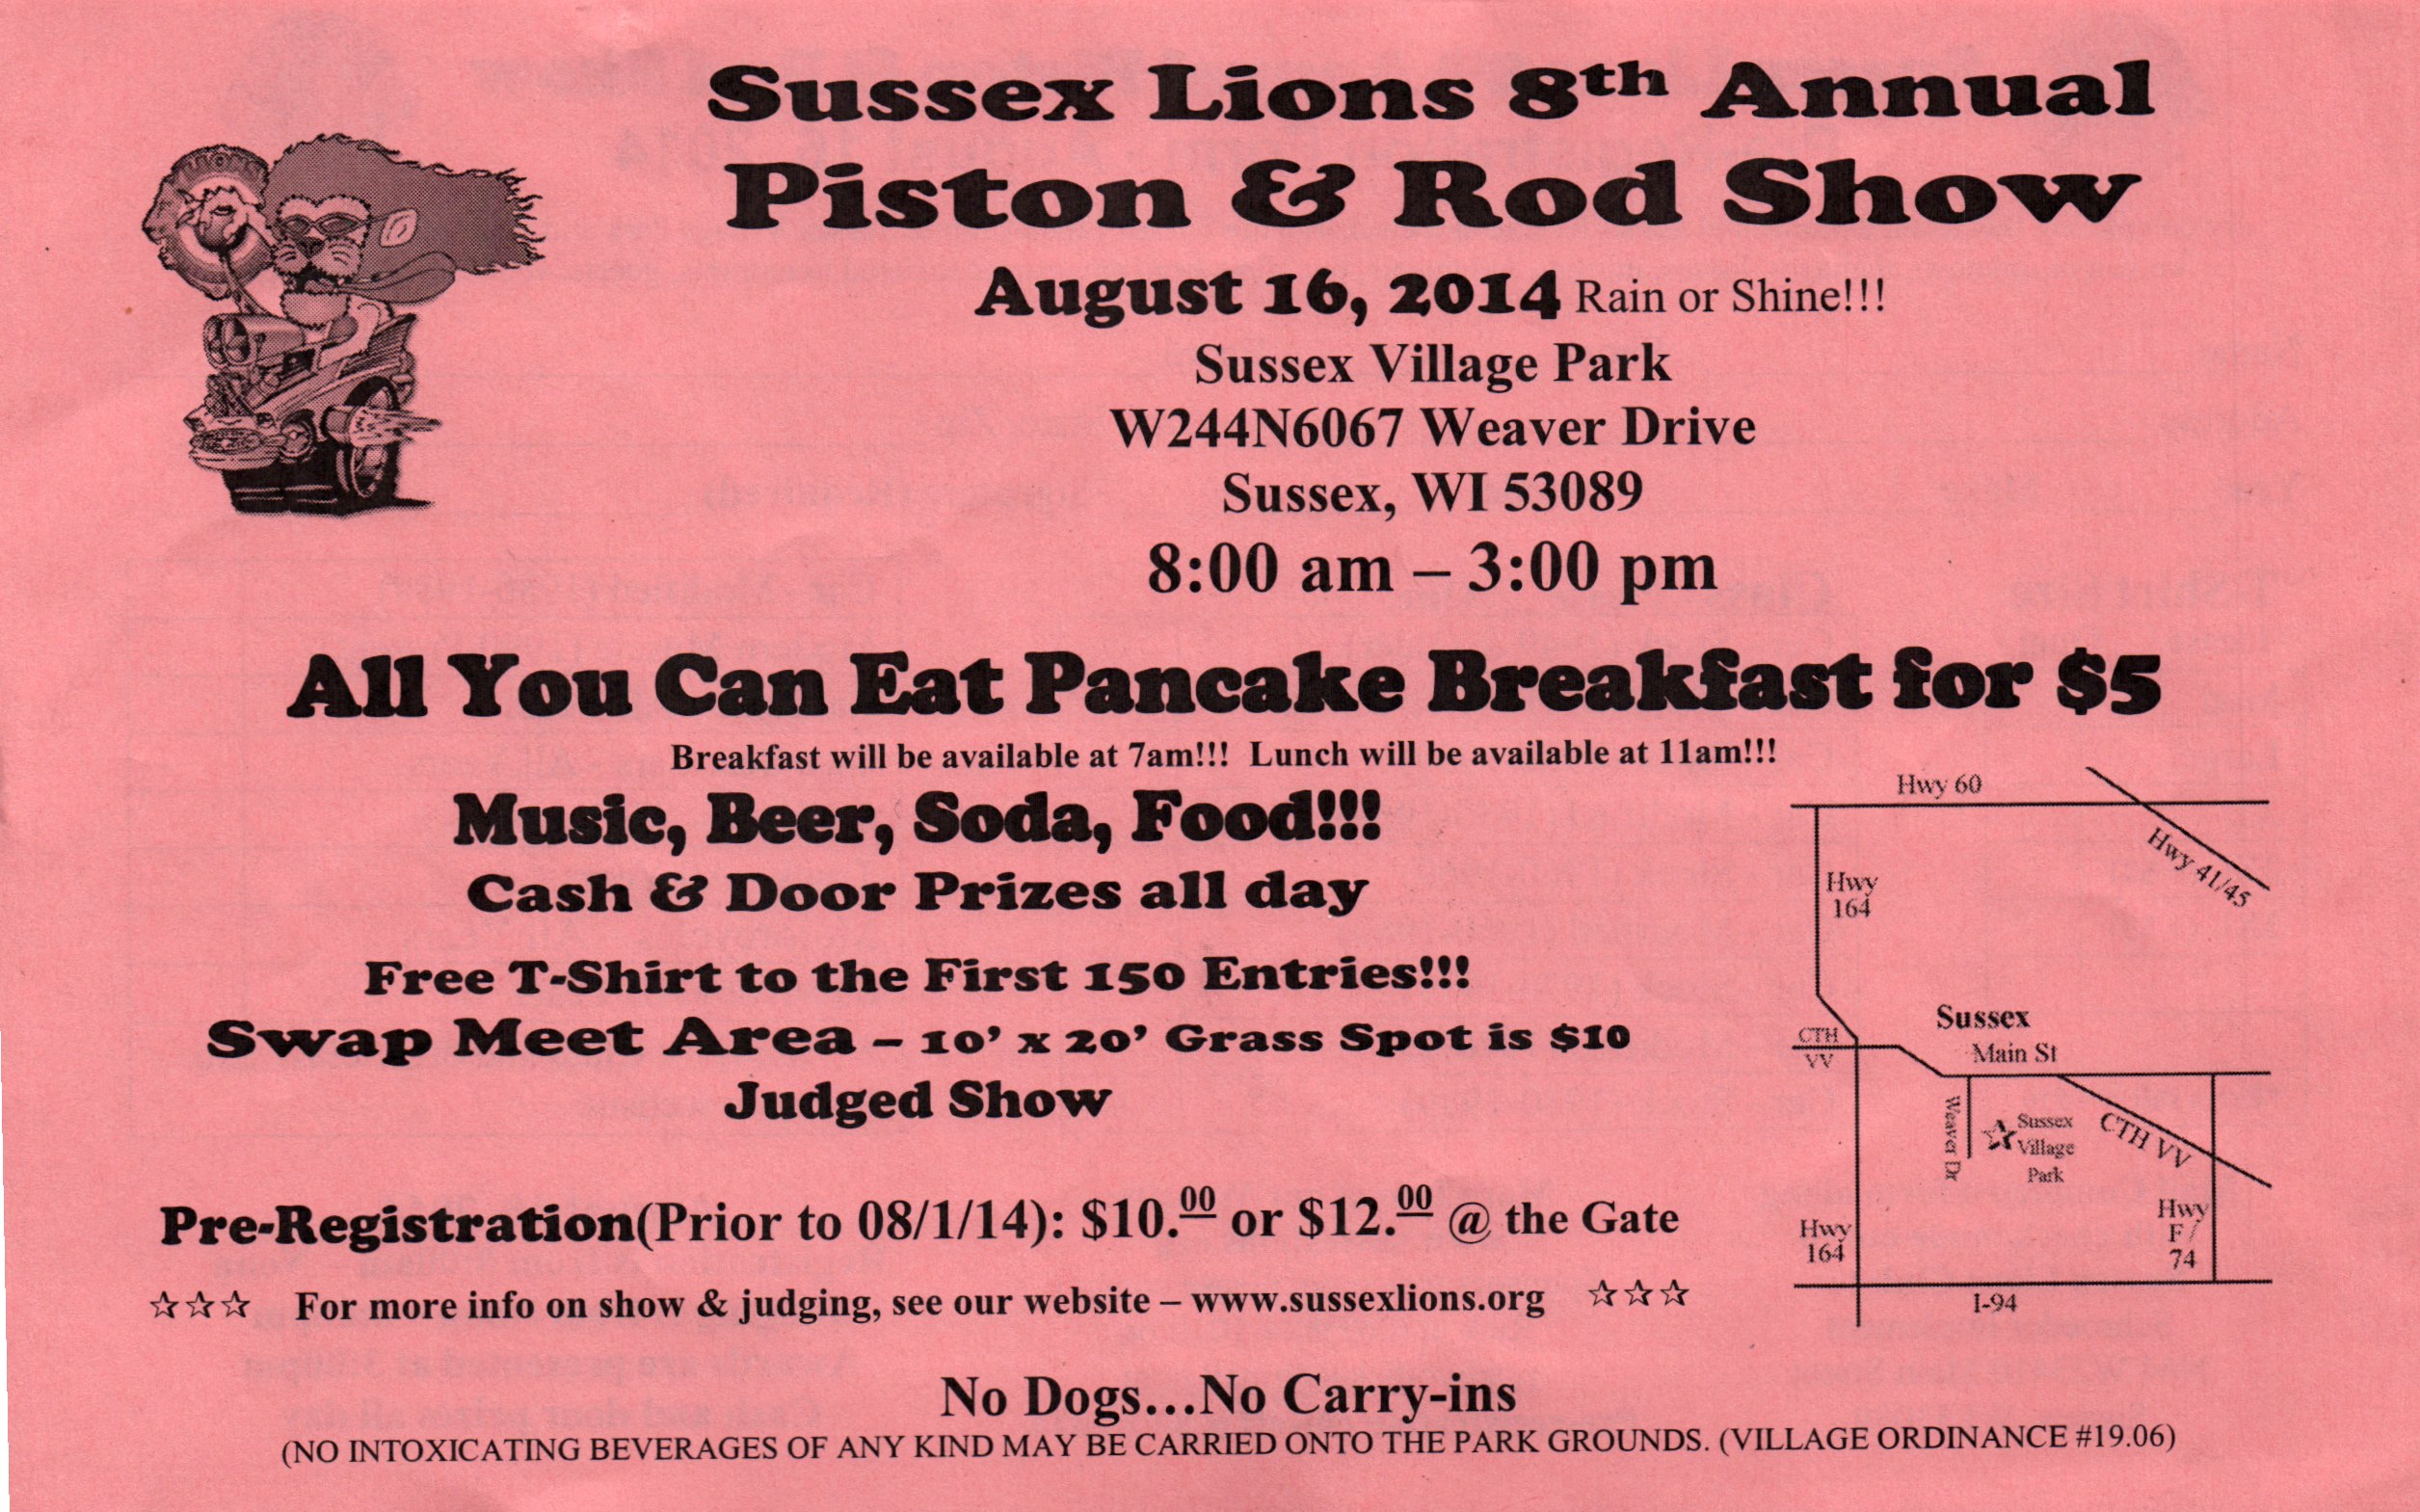 Sussex Lions 8th Annual
Piston & Rod Show
August 16, 2014 Rain or Shine!!!
Sussex Village Park
W244N6067 Weaver Drive
Sussex, WI 53089
8:00 am – 3:00 pm
All You Can Eat Pancake Breakfast for $5
Breakfast will be available at 7am!!! Lunch will be available at 11am!!!
Music, Beer, Soda, Food!!!
Cash & Door Prizes all day
Free T-Shirt to the First 150 Entries!!!
Swap Meet Area – 10’ x 20’ Grass Spot is $10
Judged Show
Pre-Registration(Prior to 08/1/14): $10.00 or $12.00 @ the Gate
☆☆☆ For more info on show & judging, see our website – www.sussexlions.org ☆☆☆
No Dogs…No Carry-ins
(NO INTOXICATING BEVERAGES OF ANY KIND MAY BE CARRIED ONTO THE PARK GROUNDS. (VILLAGE ORDINANCE #19.06)
Hwy 60
Hwy 41/45
Hwy
164
Sussex
CTH
VV
Main St
Weaver Dr
Sussex
Village
Park
CTH VV
Hwy
164
Hwy
F/
74
I-94